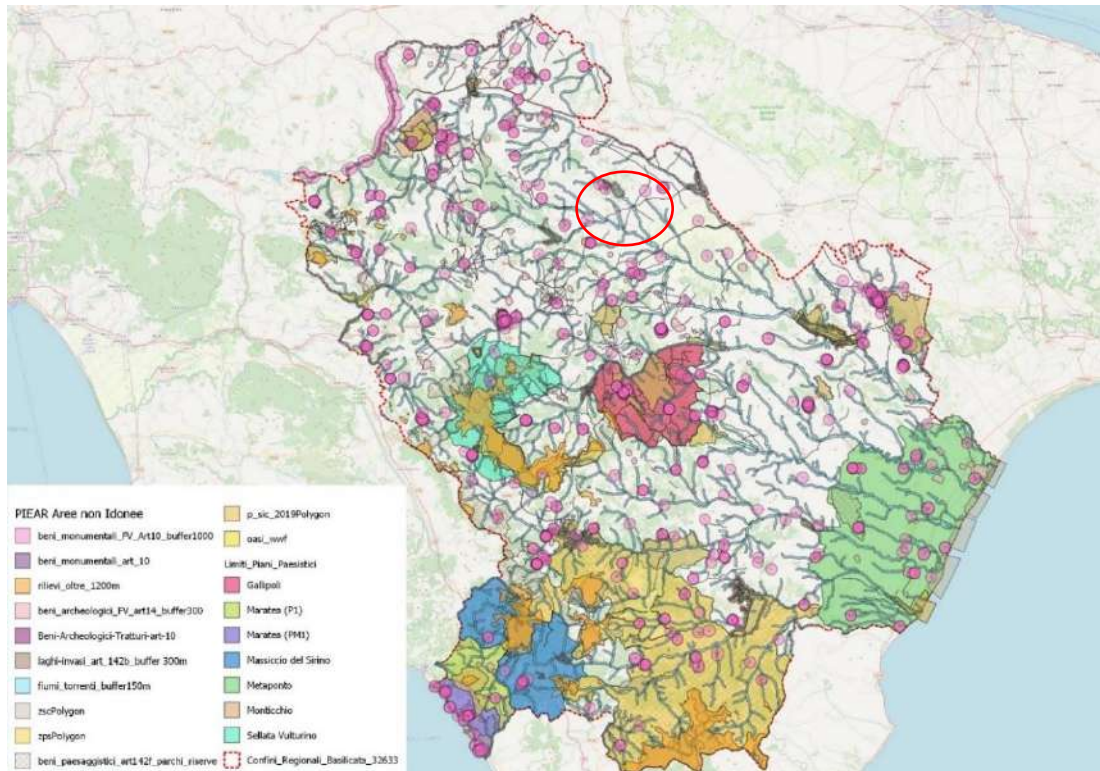 PIEAR Aree non Idonee
beni_monumentali_FV_Art10_buffer1000
beni_monumentali_art_10
rilievi_oltre_1200m
beni_archeologici_FV_art14_buffer300
Beni-Archeologici-Tratturi-art-10
laghi-invasi_art_142b_buffer 300m
fiumi_torrenti_buffer150m
zscPolygon
zpsPolygon
beni_paesaggistici_art142f_parchi_riserve
p_sic_2019Polygon
oasi_wwf
Limiti_Piani_Paesistici
Gallipoli
Maratea (P1)
Maratea (PM1)
Massiccio del Sirino
Metaponto
Monticchio
Sellata Vulturino
Confini_Regionali_Basilicata_32633